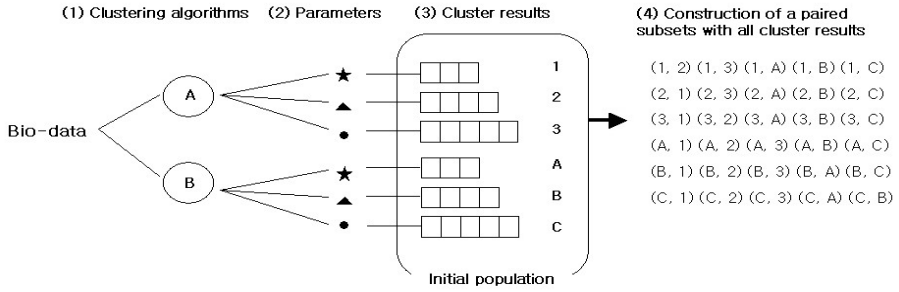 (1) Clustering algorithms
(2) Parameters
(3) Cluster results
(4) Construction of a paired
subsets with all cluster results
Bio-data
A
B
1
2
3
A
B
C
Initial population
(1, 2) (1, 3) (1, A) (1, B) (1, C)
(2, 1) (2, 3) (2, A) (2, B) (2, C)
(3, 1) (3, 2) (3, A) (3, B) (3, C)
(A, 1) (A, 2) (A, 3) (A, B) (A, C)
(B, 1) (B, 2) (B, 3) (B, A) (B, C)
(C, 1) (C, 2) (C, 3) (C, A) (C, B)